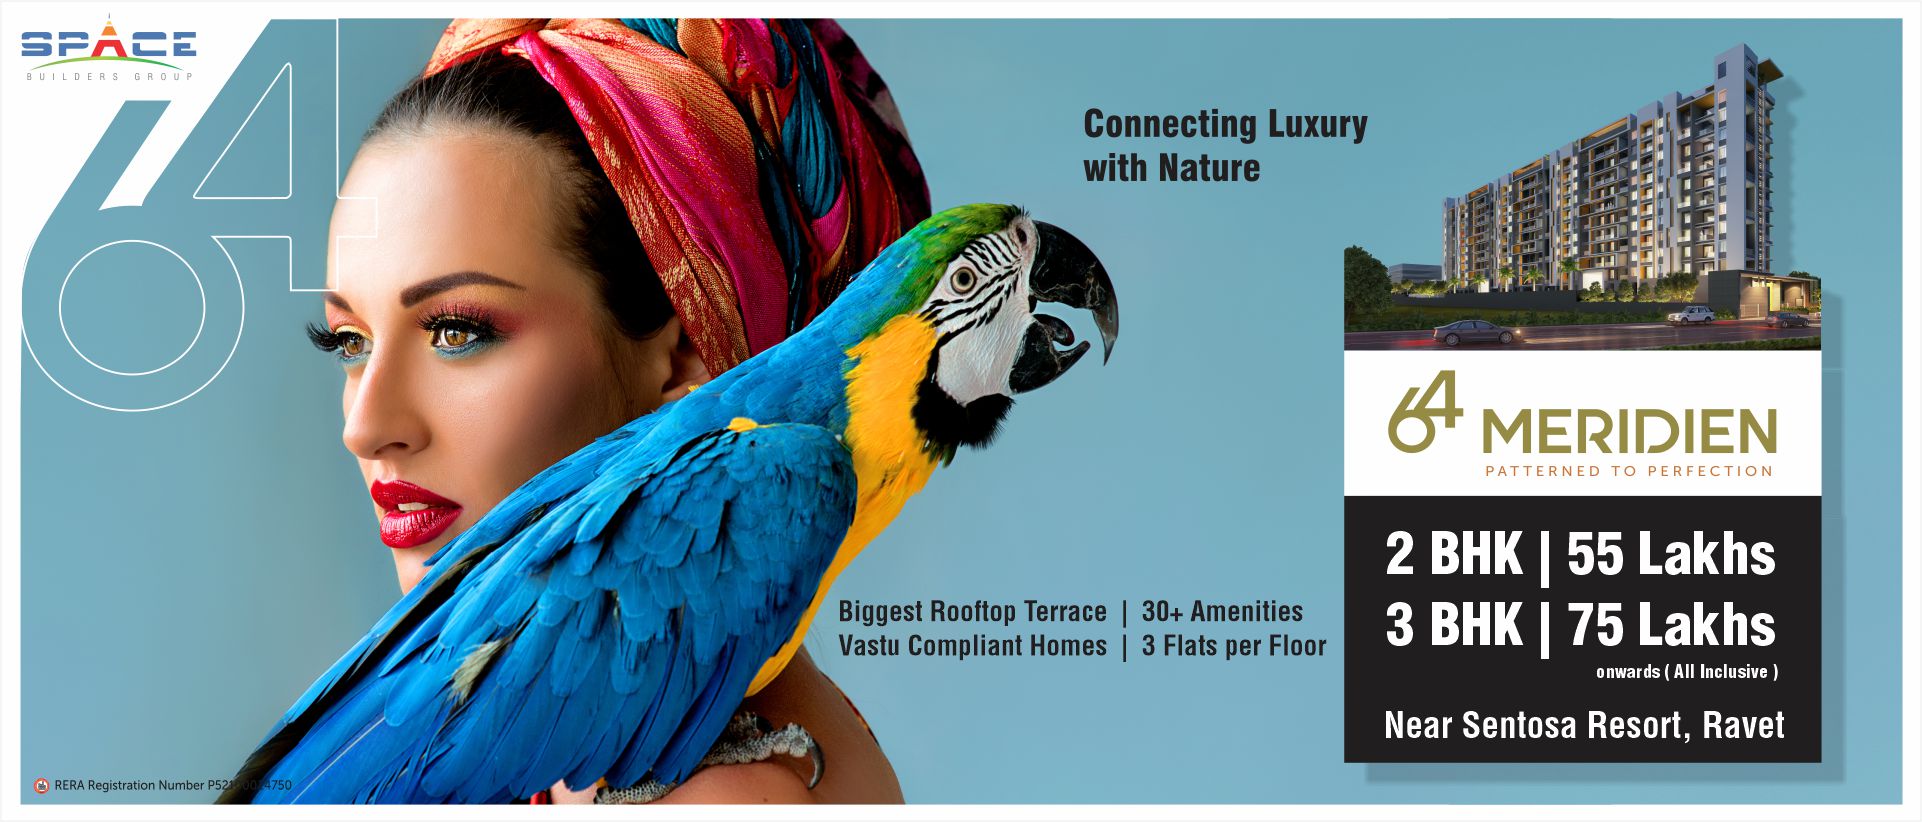 SPACE
BUILDERS GROUP
64
Connecting Luxury
with Nature
64 MERIDIEN
PATTERNED TO PERFECTION
2 BHK | 55 Lakhs
3 BHK | 75 Lakhs
onwards ( All Inclusive )
Near Sentosa Resort, Ravet
Biggest Rooftop Terrace | 30+ Amenities
Vastu Compliant Homes | 3 Flats per Floor
RERA Registration Number